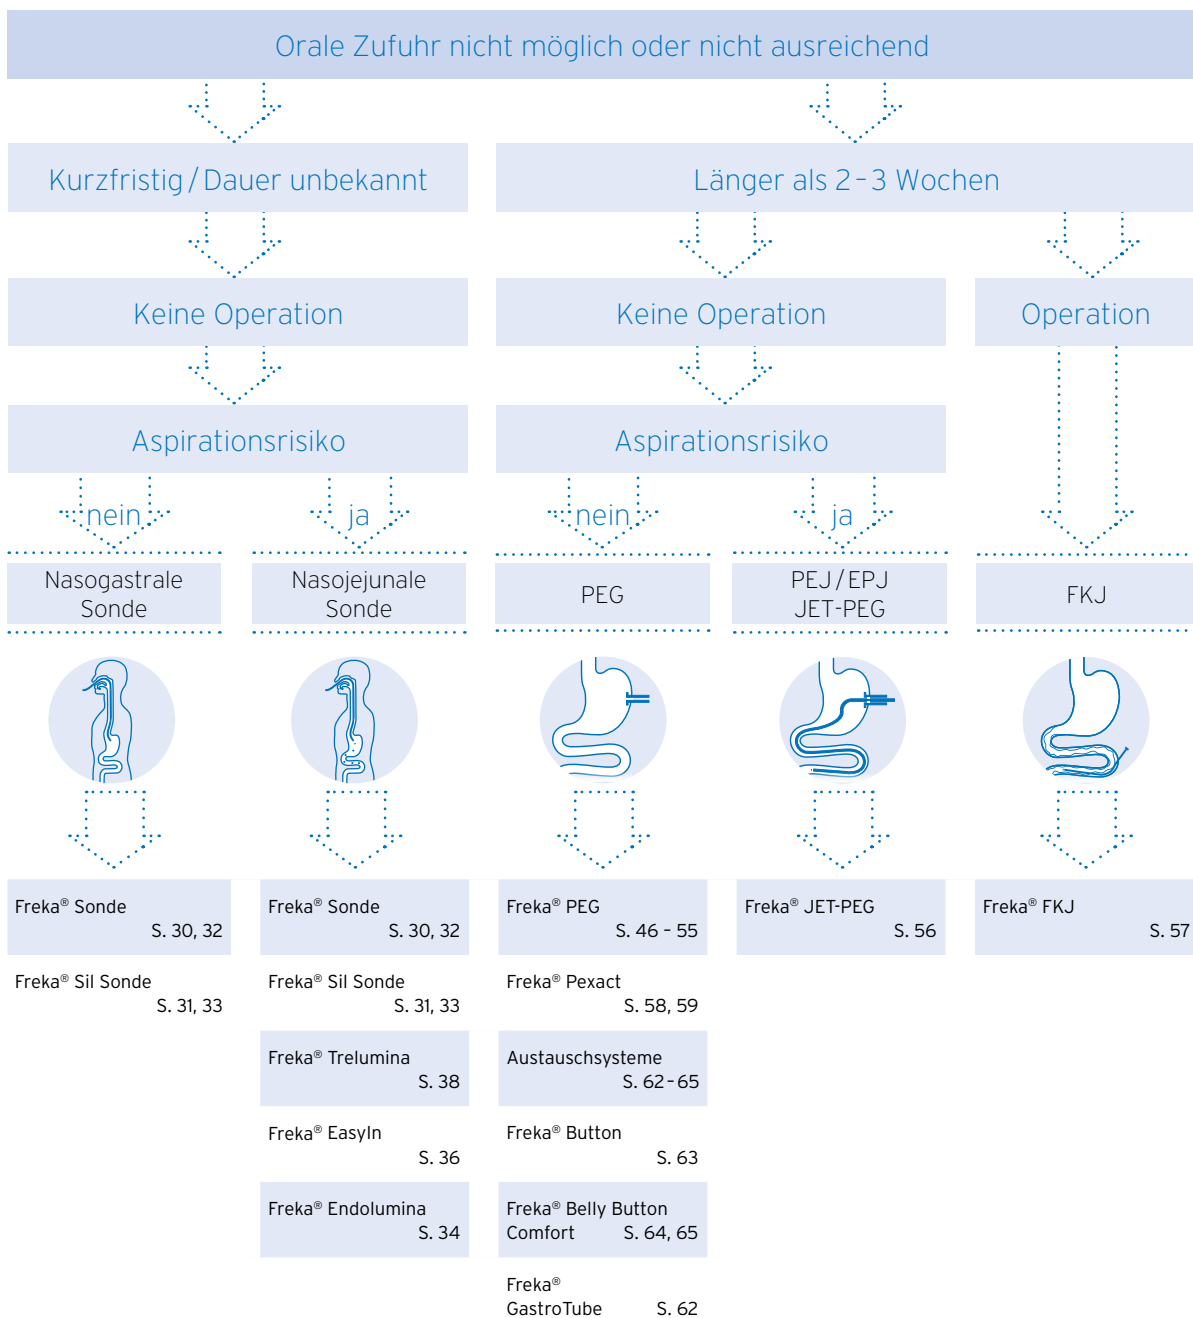 Orale Zufuhr nicht möglich oder nicht ausreichend
Kurzfristig / Dauer unbekannt
Länger als 2–3 Wochen
Keine Operation
Keine Operation
Operation
Aspirationsrisiko
Aspirationsrisiko
nein
ja
nein
ja
Nasogastrale
Sonde
Nasojejunale
Sonde
PEG
PEJ / EPJ
JET-PEG
FKJ
Freka® Sonde
S. 30, 32
Freka® Sil Sonde
S. 31, 33
Freka® Sonde
S. 30, 32
Freka® Sil Sonde
S. 31, 33
Freka® Trelumina
S. 38
Freka® EasyIn
S. 36
Freka® Endolumina
S. 34
Freka® PEG
S. 46 – 55
Freka® Pexact
S. 58, 59
Austauschsysteme
S. 62–65
Freka® Button
S. 63
Freka® Belly Button
Comfort S. 64, 65
Freka®
GastroTube S. 62
Freka® JET-PEG
S. 56
Freka® FKJ
S. 57